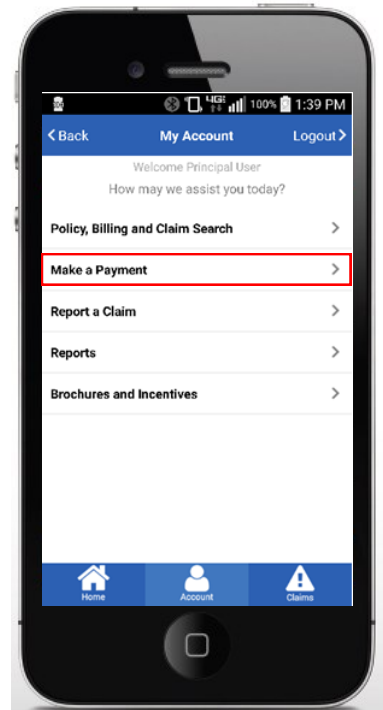 4G 100% 1:39 PM
Back My Account Logout
Welcome Principal User
How may we assist you today?
Policy, Billing and Claim Search
Make a Payment
Report a Claim
Reports
Brochures and Incentives
Home Account Claims